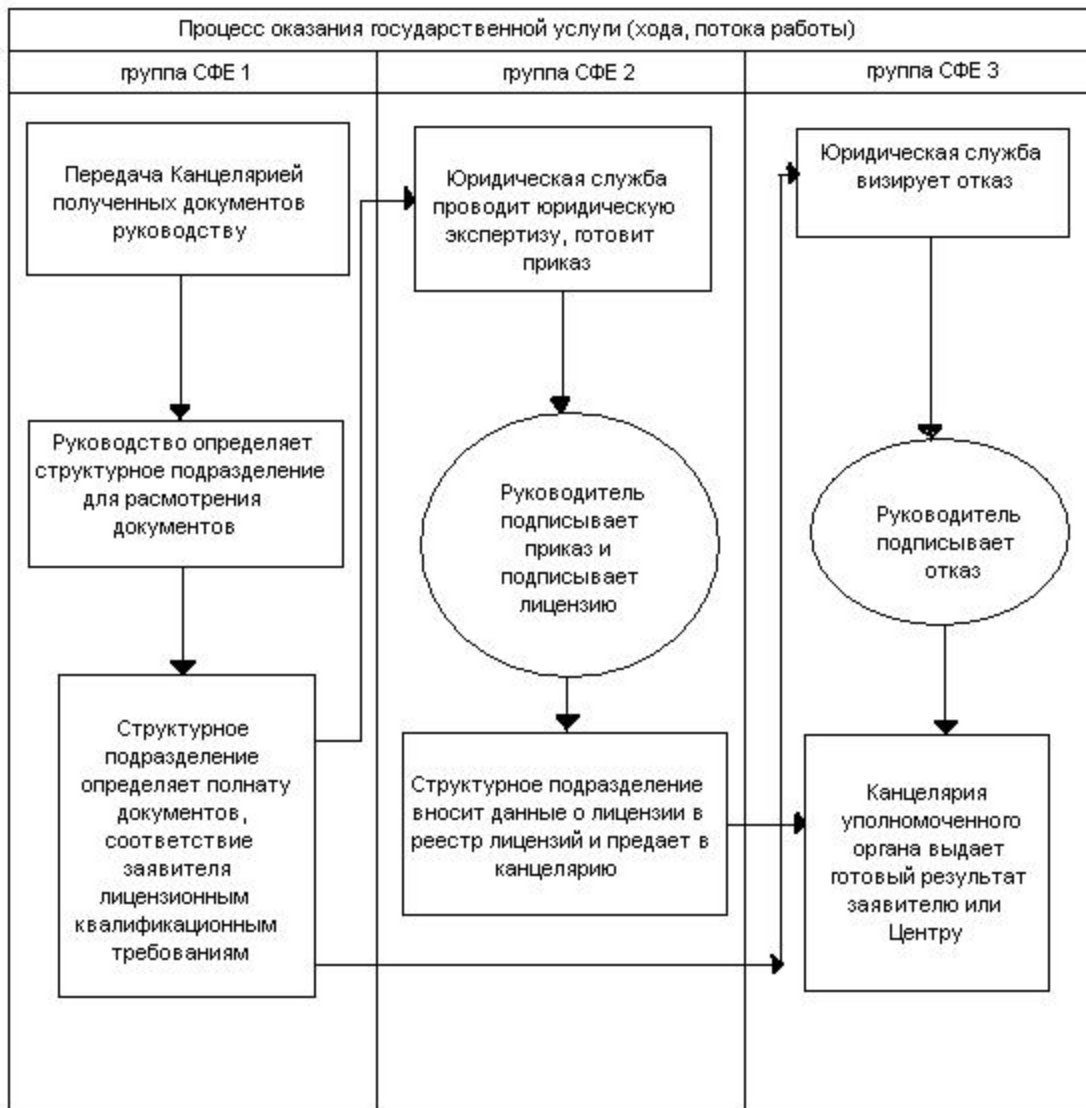 Процесс оказания государственной услуги (хода, потока работы)
группа СФЕ 1
группа СФЕ 2
группа СФЕ 3
Передача Канцелярией
полученных документов
руководству
Руководство определяет
структурное подразделение
для расмотрения
документов
Структурное
подразделение
определяет полнату
документов,
соответствие
заявителя
лицензионным
квалификационным
требованиям
Юридическая служба
проводит юридическую
экспертизу, готовит
приказ
Руководитель
подписывает
приказ и
подписывает
лицензию
Структурное подразделение
вносит данные о лицензии в
реестр лицензий и предает в
канцелярию
Юридическая служба
визирует отказ
Руководитель
подписывает
отказ
Канцелярия
уполномоченного
органа выдает
готовый результат
заявителю или
Центру